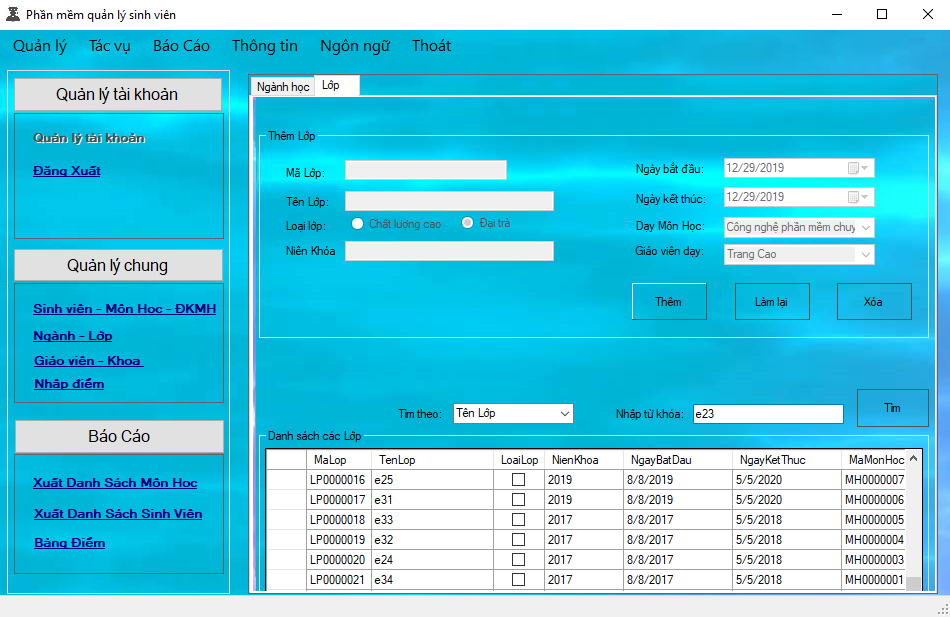 Phần mềm quản lý sinh viên
Quản lý Tác vụ Báo Cáo Thông tin Ngôn ngữ Thoát
Quản lý tài khoản
Quản lý tài khoản
Đăng Xuất
Quản lý chung
Sinh viên - Môn Học - ĐKMH
Ngành - Lớp
Giáo viên - Khoa
Nhập điểm
Báo Cáo
Xuất Danh Sách Môn Học
Xuất Danh Sách Sinh Viên
Bảng Điểm
Ngành học Lớp
Thêm Lớp
Mã Lớp:
Tên Lớp:
Loại lớp: Chất lượng cao Đại trà
Niên Khóa
Ngày bắt đầu: 12/29/2019
Ngày kết thúc: 12/29/2019
Dạy Môn Học: Công nghệ phần mềm chuy
Giáo viên dạy: Trang Cao
Thêm Làm lại Xóa
Tìm theo: Tên Lớp Nhập từ khóa: e23 Tìm
Danh sách các Lớp
MaLop TenLop LoaiLop NienKhoa NgayBatDau NgayKetThuc MaMonHoc
LP0000016 e25 2019 8/8/2019 5/5/2020 MH0000007
LP0000017 e31 2019 8/8/2019 5/5/2020 MH0000006
LP0000018 e33 2017 8/8/2017 5/5/2018 MH0000005
LP0000019 e32 2017 8/8/2017 5/5/2018 MH0000004
LP0000020 e24 2017 8/8/2017 5/5/2018 MH0000003
LP0000021 e34 2017 8/8/2017 5/5/2018 MH0000001